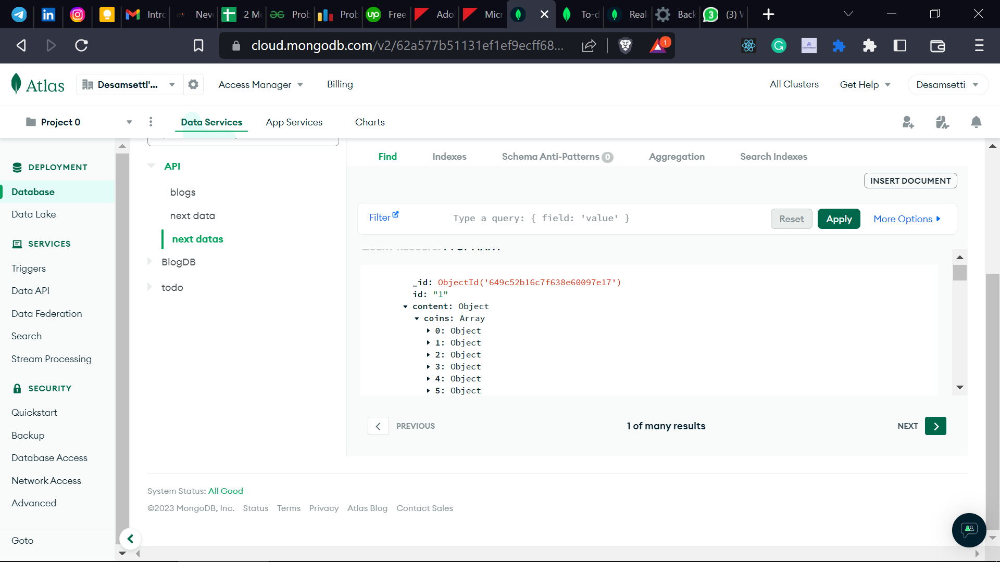 Intro
Neve
2 Mo
Prob
Prob
Free
Adol
Micr
To-d
Real
Back
(3) W
cloud.mongodb.com/v2/62a577b51131ef1ef9ecff68...
1
Atlas
Desamsetti'...
Access Manager
Billing
All Clusters
Get Help
Desamsetti
Project 0
Data Services
App Services
Charts
DEPLOYMENT
Database
Data Lake
SERVICES
Triggers
Data API
Data Federation
Search
Stream Processing
SECURITY
Quickstart
Backup
Database Access
Network Access
Advanced
Goto
API
blogs
next data
next datas
BlogDB
todo
Find
Indexes
Schema Anti-Patterns 0
Aggregation
Search Indexes
INSERT DOCUMENT
Filter
Type a query: { field: 'value' }
Reset
Apply
More Options
_id: ObjectId('649c52b16c7f638e60097e17')
id: "1"
content: Object
coins: Array
0: Object
1: Object
2: Object
3: Object
4: Object
5: Object
PREVIOUS
1 of many results
NEXT
System Status: All Good
©2023 MongoDB, Inc. Status Terms Privacy Atlas Blog Contact Sales